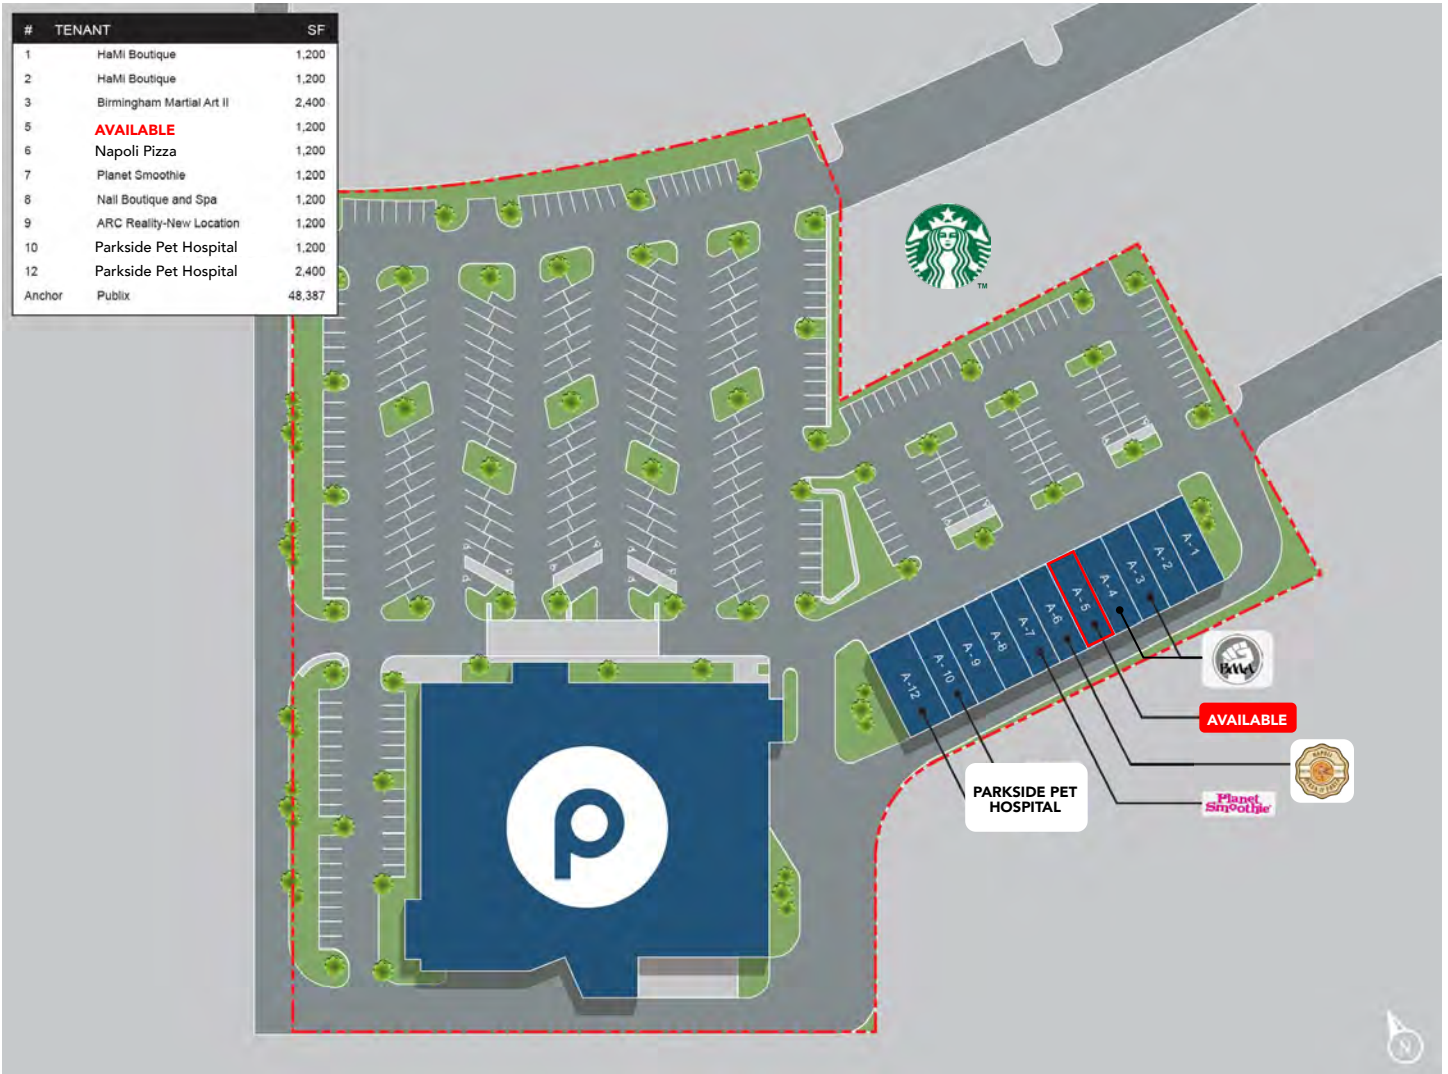 # TENANT SF
1 HaMi Boutique 1,200
2 HaMi Boutique 1,200
3 Birmingham Martial Art II 2,400
5 AVAILABLE 1,200
6 Napoli Pizza 1,200
7 Planet Smoothie 1,200
8 Nail Boutique and Spa 1,200
9 ARC Reality-New Location 1,200
10 Parkside Pet Hospital 1,200
12 Parkside Pet Hospital 2,400
Anchor Publix 48,387
TM
A-1
A-2
A-3
A-4
A-5
A-6
A-7
A-8
A-9
A-10
A-12
BMA
AVAILABLE
NAPOLI
Planet
Smoothie
PARKSIDE PET
HOSPITAL
P
N